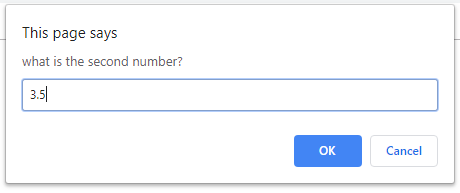 This page says
what is the second number?
3.5
OK
Cancel